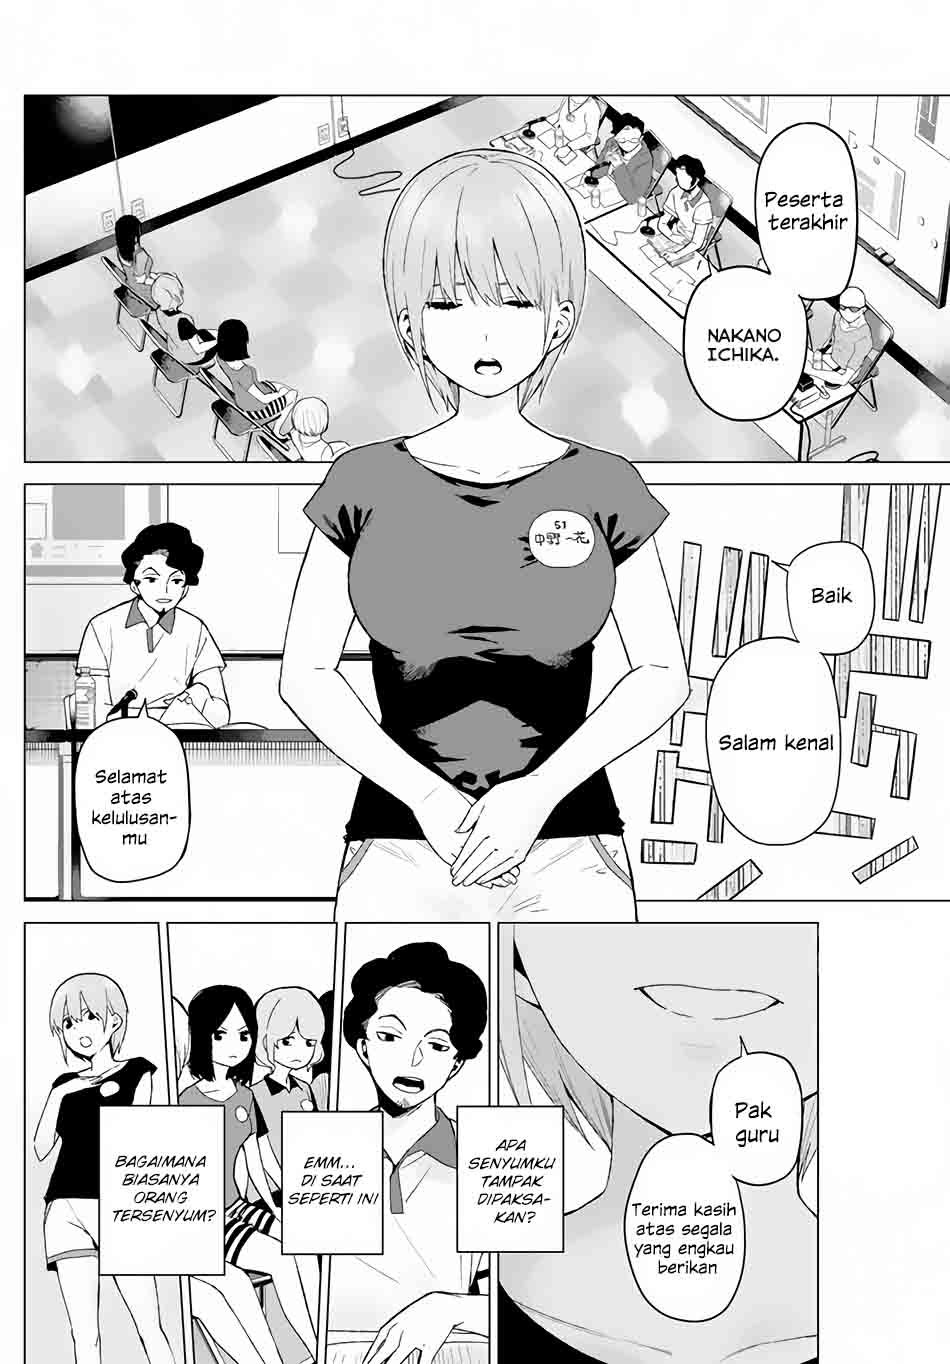 Peserta
terakhir
NAKANO
ICHIKA.
51
中野一花
Baik
Salam kenal
Selamat
atas
kelulusan-
mu
BAGAIMANA
BIASANYA
ORANG
TERSENYUM?
EMM...
DI SAAT
SEPERTI INI
APA
SENYUMKU
TAMPAK
DIPAKSA-
KAN?
Pak
guru
Terima kasih
atas segala
yang engkau
berikan